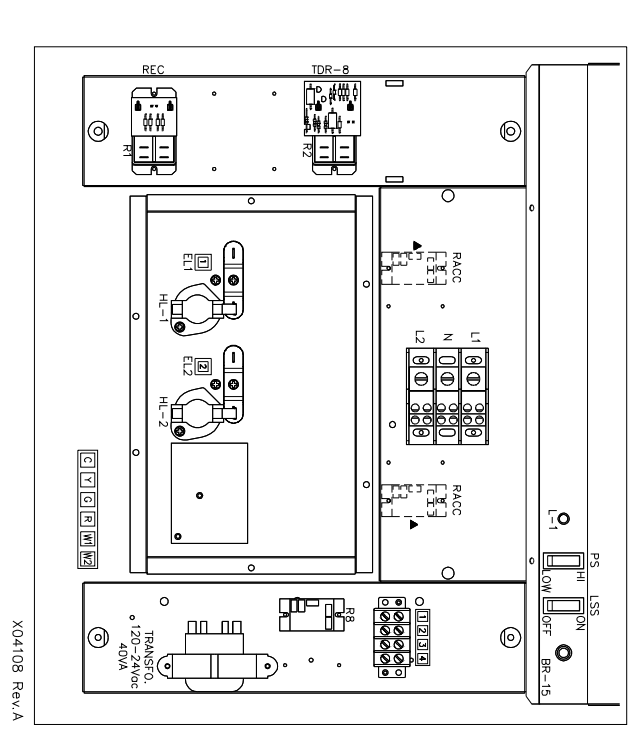 REC
TDR-8
R1
R2
RACC
EL1
1
HL-1
L2
N
L1
EL2
2
HL-2
RACC
C
Y
G
R
W1
W2
L-1
PS
HI
LOW
LSS
ON
OFF
BR-15
R8
1
2
3
4
TRANSFO.
120-24Vac
40VA
X04108 Rev.A